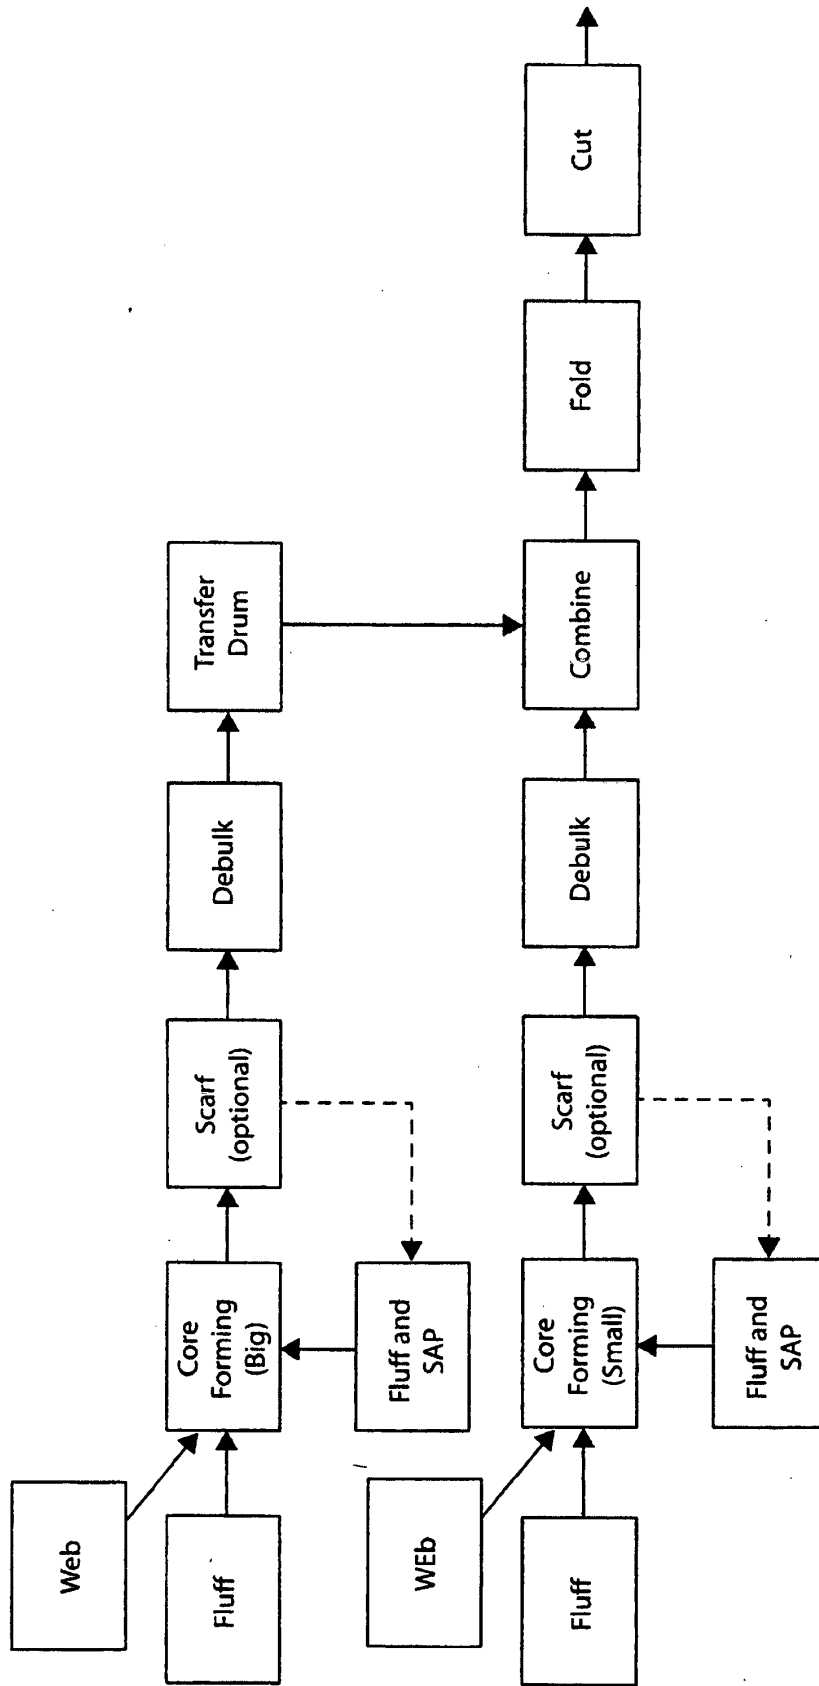 Web
Fluff
Core
Forming
(Big)
Fluff and
SAP
Scarf
(optional)
Debulk
Transfer
Drum
WEb
Fluff
Core
Forming
(Small)
Fluff and
SAP
Scarf
(optional)
Debulk
Combine
Fold
Cut